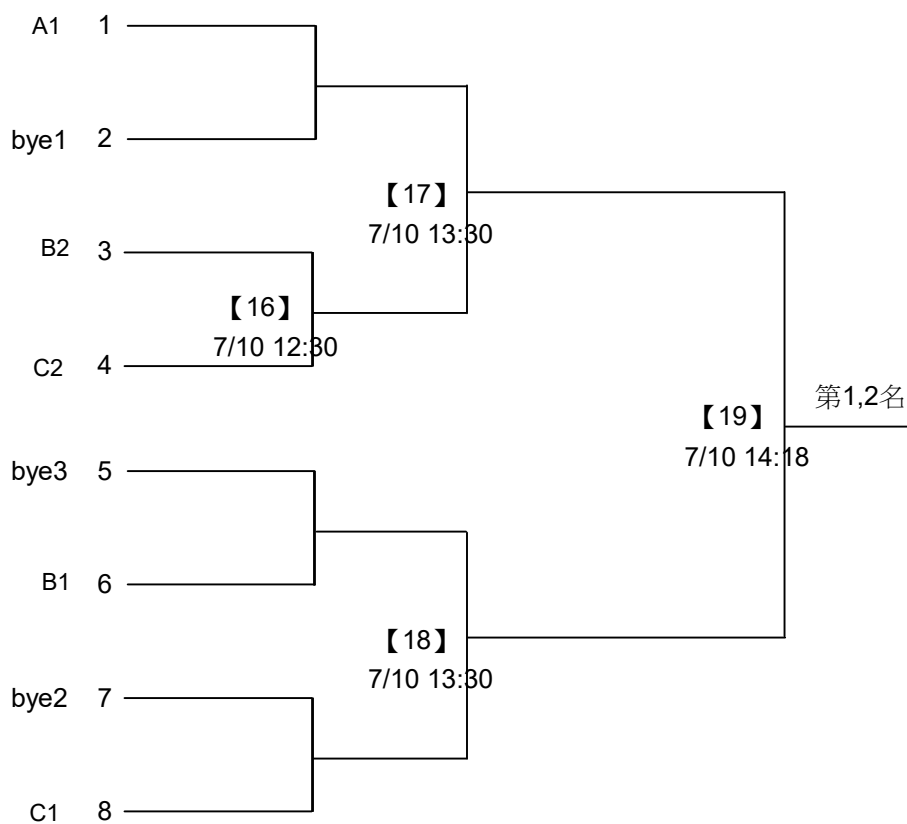 A1 1
bye1 2
【17】
7/10 13:30
B2 3
【16】
7/10 12:30
C2 4
第1,2名
【19】
7/10 14:18
bye3 5
B1 6
【18】
7/10 13:30
bye2 7
C1 8